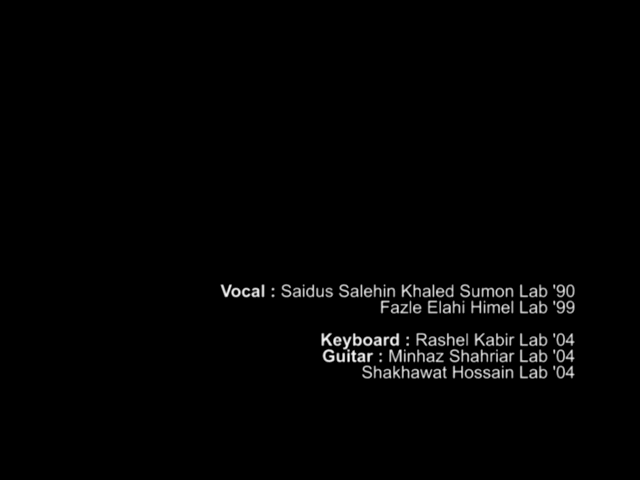 Vocal : Saidus Salehin Khaled Sumon Lab '90
Fazle Elahi Himel Lab '99
Keyboard : Rashel Kabir Lab '04
Guitar : Minhaz Shahriar Lab '04
Shakhawat Hossain Lab '04